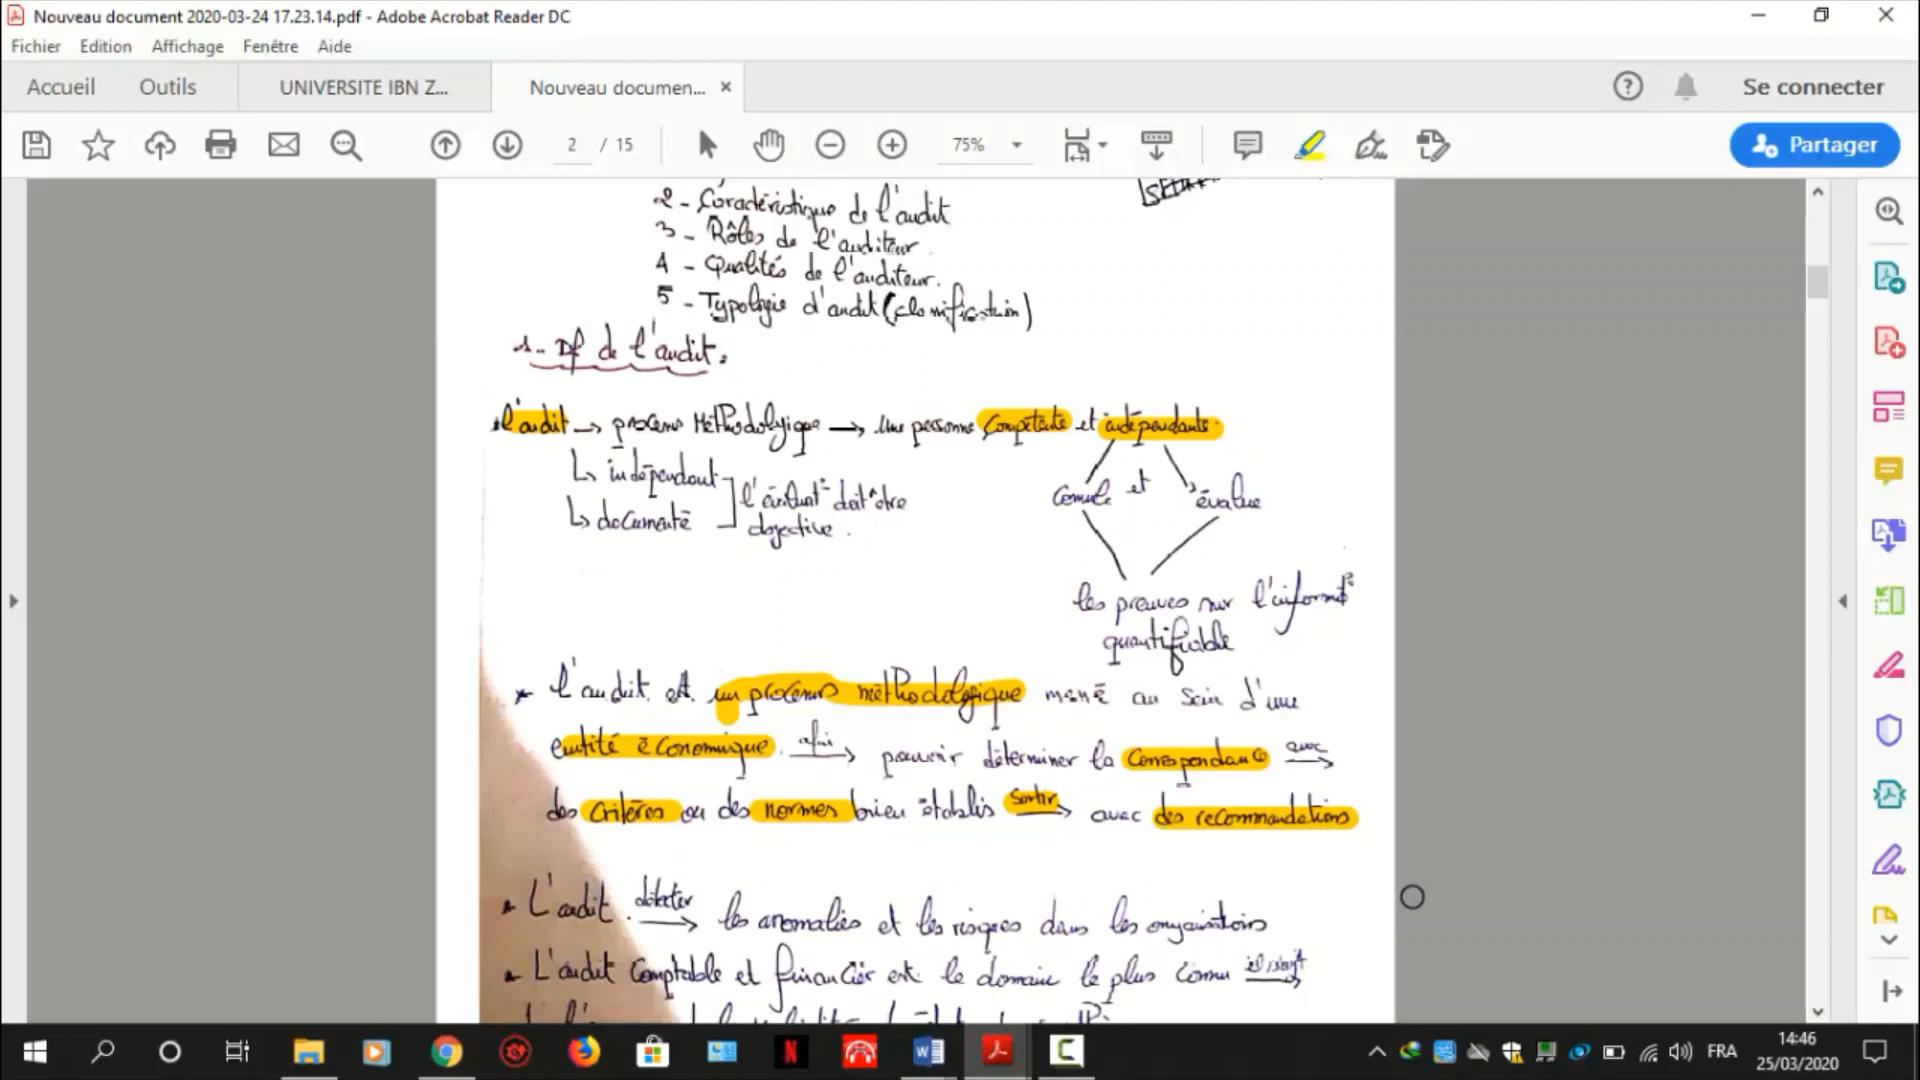 Nouveau document 2020-03-24 17.23.14.pdf - Adobe Acrobat Reader DC
Fichier Edition Affichage Fenêtre Aide
Accueil Outils UNIVERSITE IBN Z... Nouveau documen... × Se connecter
2 / 15 75% Partager
2 - Caractéristique de l'audit
3 - Rôles de l'auditeur
4 - Qualités de l'auditeur.
5 - Typologie d'audit (classification)
1 - Df de l'audit.
l'audit → processus Méthodolgique → une personne compétente et indépendante.
↳ indépendant
↳ documenté
l'évluat° doit être
objective.
et évalue
les preuves sur l'informt°
quantifiable
* l'audit est un processus méthodologique mené au sein d'une
entité économique afin → pouvoir déterminer la correspondance avec →
des critères ou des normes bien établis sortir → avec des recommandations
* L'audit détecter → les anomalies et les risques dans les organisations
* L'audit comptable et financier est le domaine le plus connu
FRA
14:46
25/03/2020